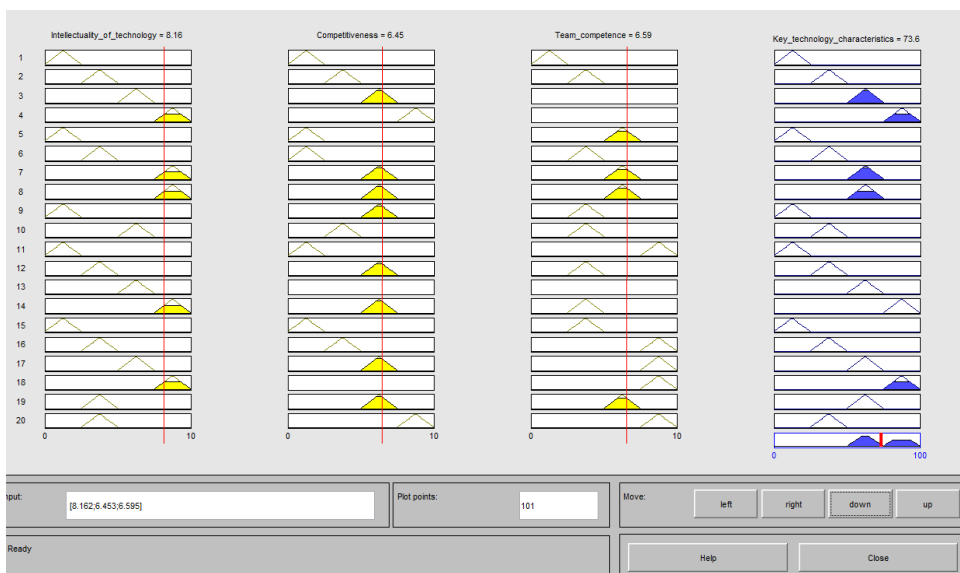 Intellectuality_of_technology = 8.16
Competitiveness = 6.45
Team_competence = 6.59
Key_technology_characteristics = 73.6
1
2
3
4
5
6
7
8
9
10
11
12
13
14
15
16
17
18
19
20
0 10
0 10
0 10
0 100
nput:
[8.162;6.453;6.595]
Plot points:
101
Move:
left
right
down
up
Ready
Help
Close